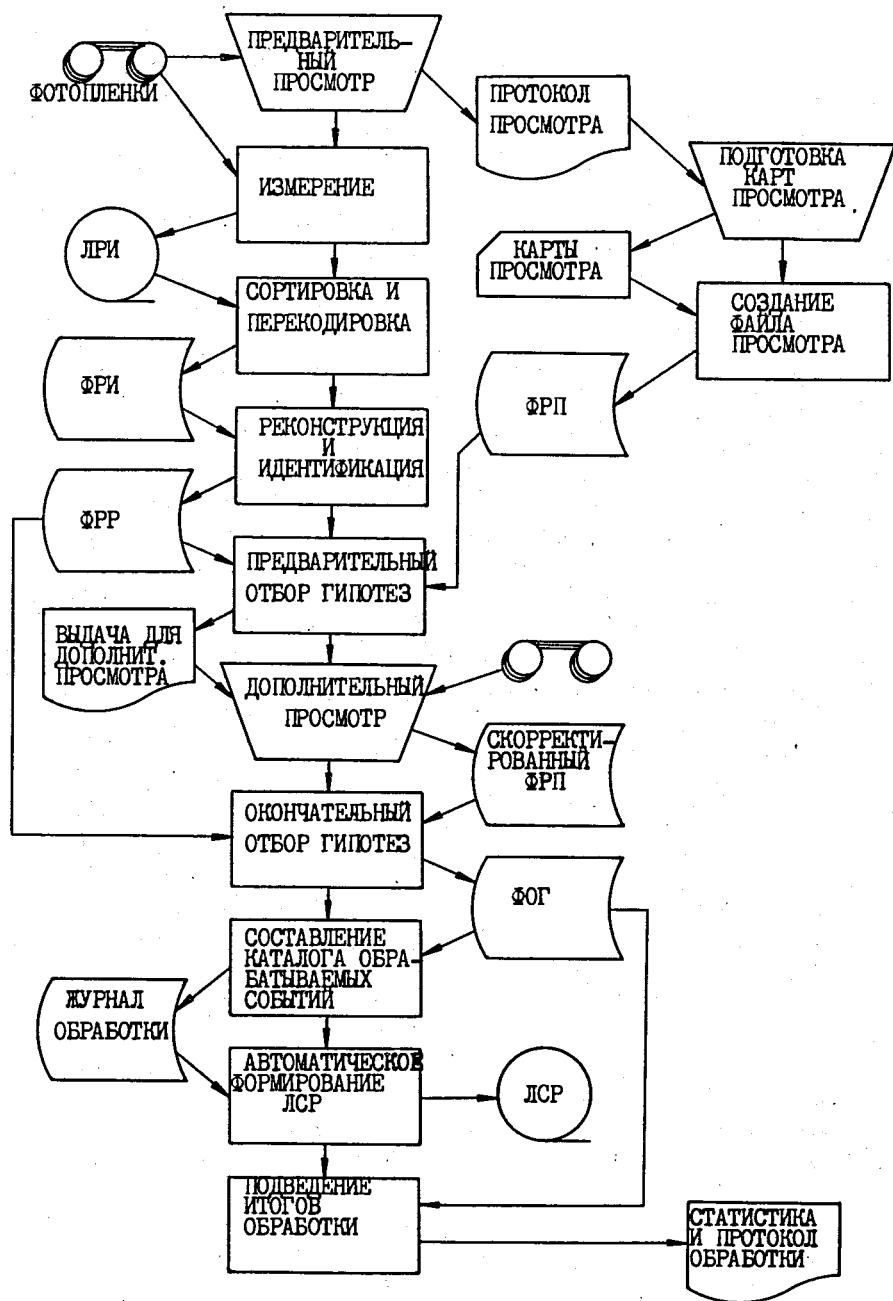 ПРЕДВАРИТЕЛЬ-
НЫЙ
ПРОСМОТР
ФОТОПЛЕНКИ
ПРОТОКОЛ
ПРОСМОТРА
ПОДГОТОВКА
КАРТ
ПРОСМОТРА
ИЗМЕРЕНИЕ
ЛРИ
КАРТЫ
ПРОСМОТРА
СОРТИРОВКА И
ПЕРЕКОДИРОВКА
СОЗДАНИЕ
ФАЙЛА
ПРОСМОТРА
ФРИ
ФРП
РЕКОНСТРУКЦИЯ
И
ИДЕНТИФИКАЦИЯ
ФРР
ПРЕДВАРИТЕЛЬНЫЙ
ОТБОР ГИПОТЕЗ
ВЫДАЧА ДЛЯ
ДОПОЛНИТ.
ПРОСМОТРА
ДОПОЛНИТЕЛЬНЫЙ
ПРОСМОТР
СКОРРЕКТИ-
РОВАННЫЙ
ФРП
ОКОНЧАТЕЛЬНЫЙ
ОТБОР ГИПОТЕЗ
ФОГ
СОСТАВЛЕНИЕ
КАТАЛОГА ОБРА-
БАТЫВАЕМЫХ
СОБЫТИЙ
ЖУРНАЛ
ОБРАБОТКИ
АВТОМАТИЧЕСКОЕ
ФОРМИРОВАНИЕ
ЛСР
ЛСР
ПОДВЕДЕНИЕ
ИТОГОВ
ОБРАБОТКИ
СТАТИСТИКА
И ПРОТОКОЛ
ОБРАБОТКИ